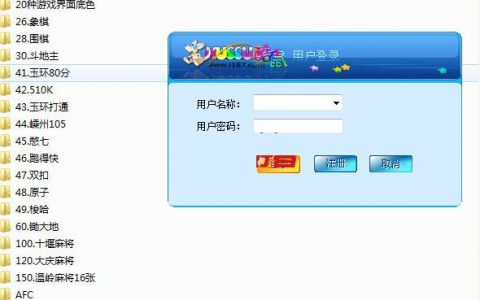 20种游戏界面底色
26.象棋
28.围棋
30.斗地主
41.玉环80分
42.510K
43.玉环打通
44.嵊州105
45.憋七
46.跑得快
47.双扣
48.原子
49.梭哈
60.锄大地
100.十堰麻将
120.大庆麻将
150.温岭麻将16张
AFC
酷鼠 用户登录
用户名称：
用户密码：
注册 取消